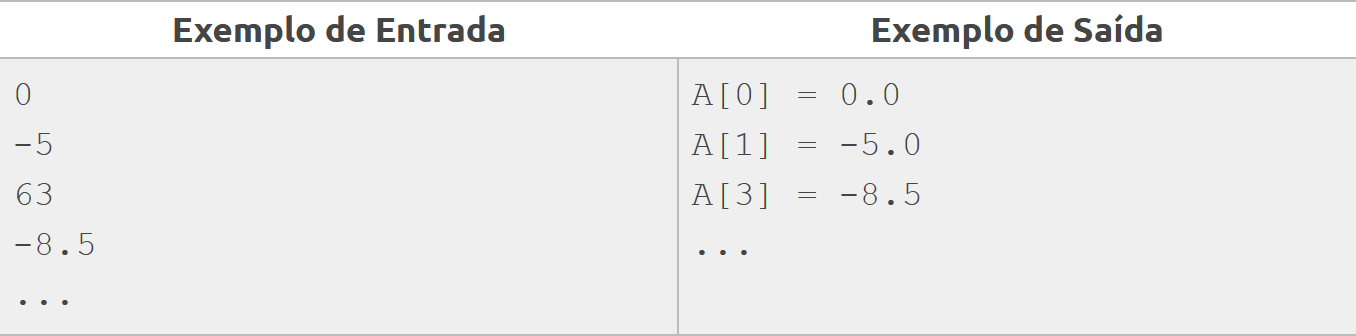 Exemplo de Entrada
Exemplo de Saída
0
-5
63
-8.5
...
A[0] = 0.0
A[1] = -5.0
A[3] = -8.5
...